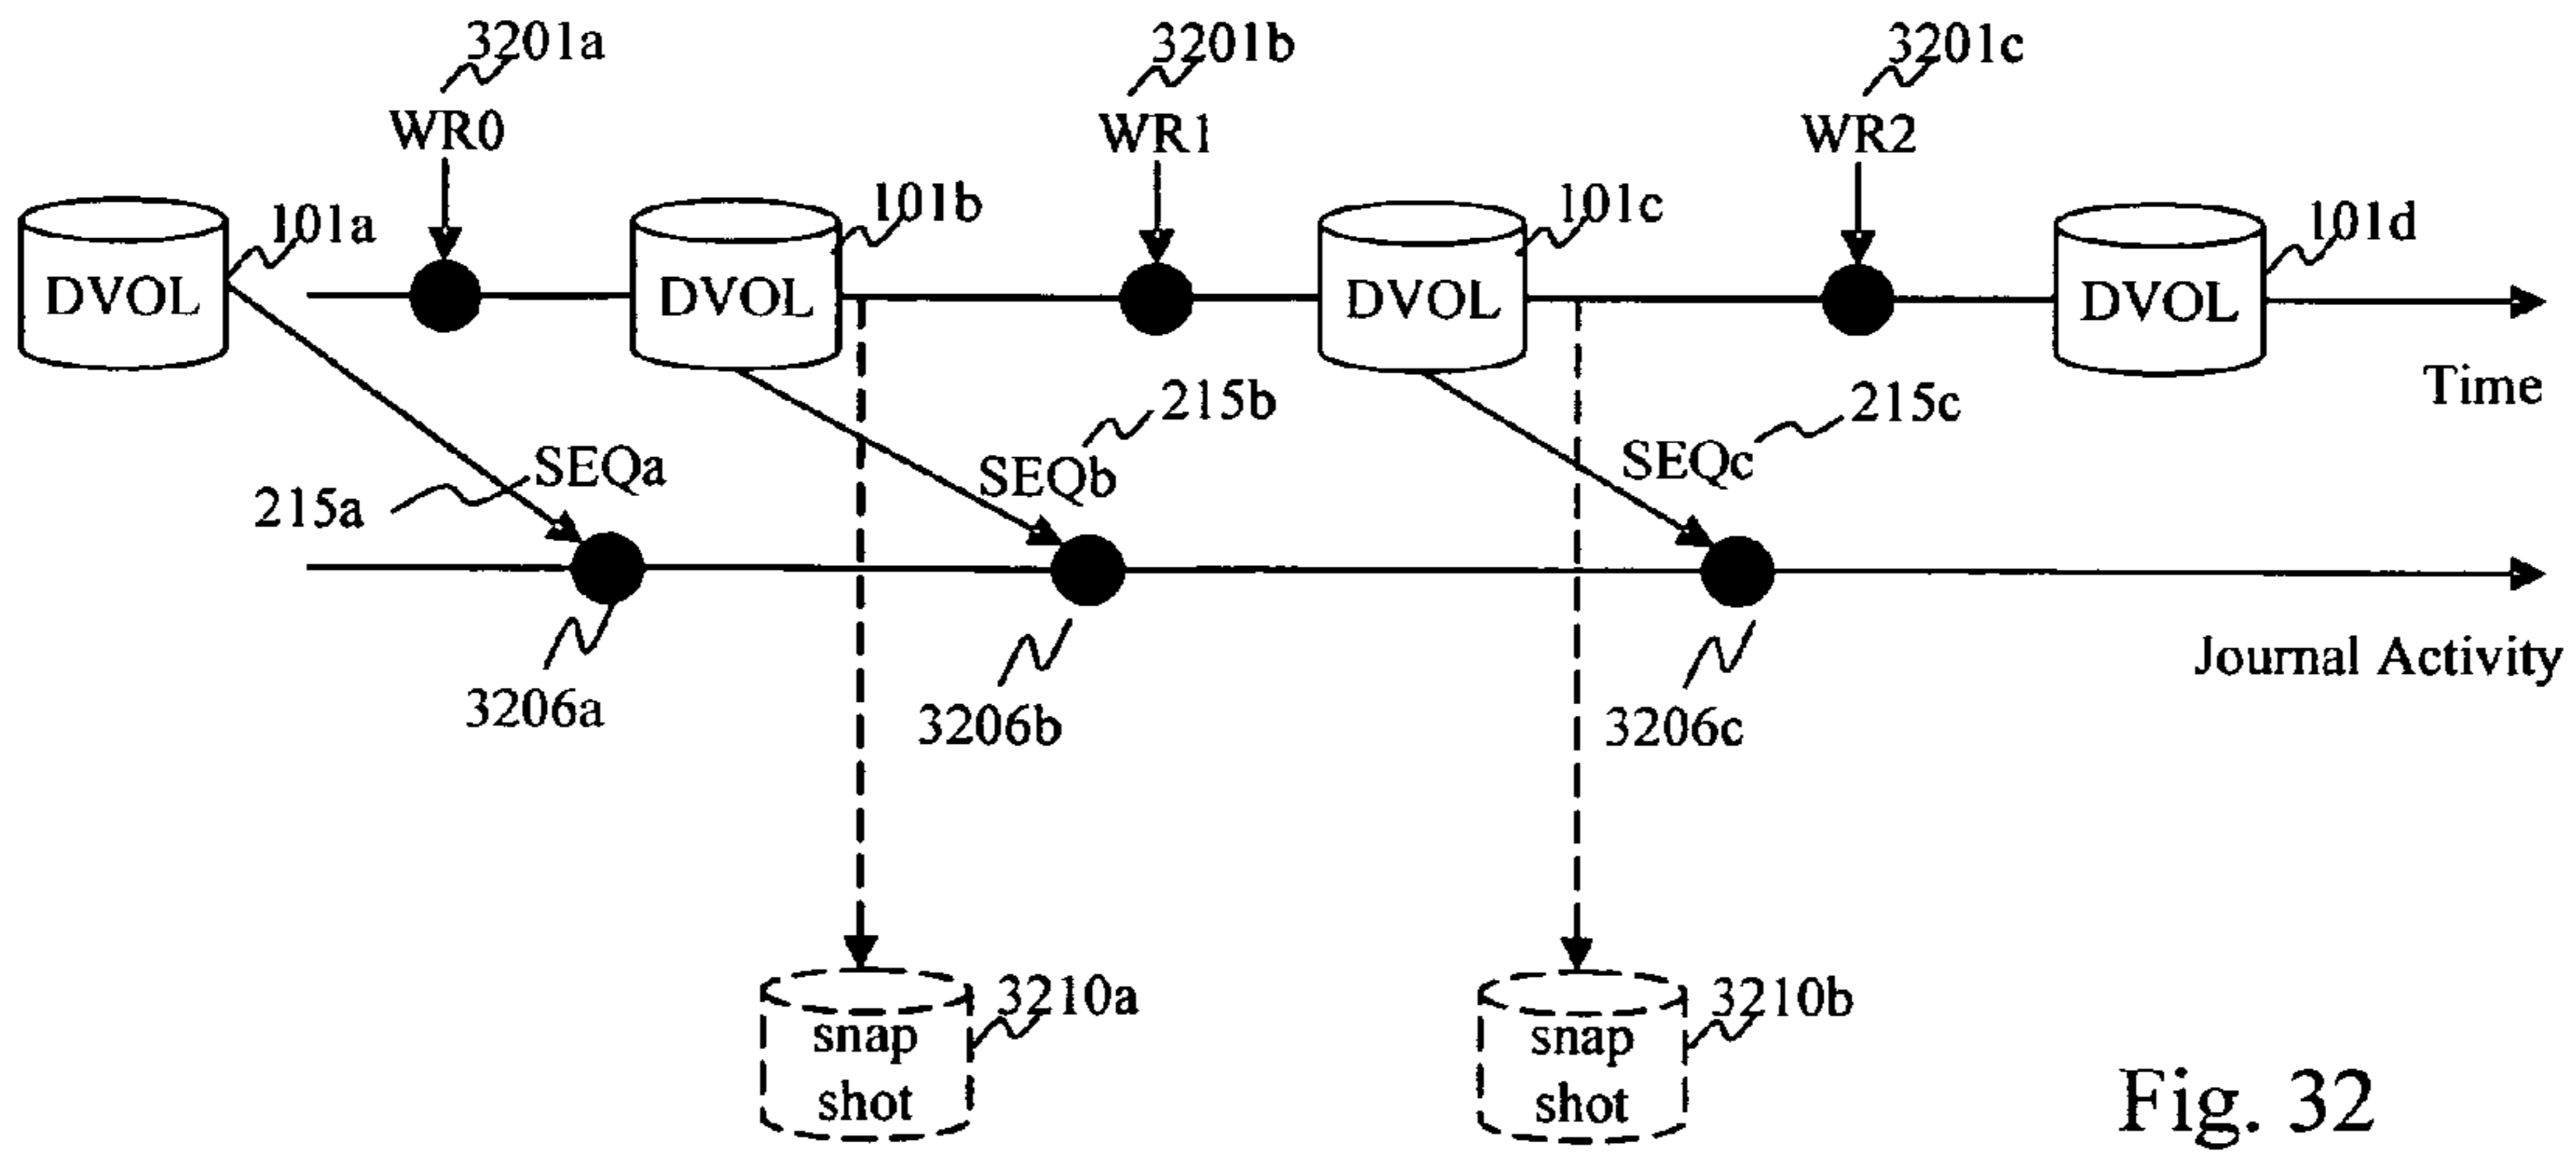 3201a
3201b
3201c
WR0
WR1
WR2
101a
101b
101c
101d
DVOL
DVOL
DVOL
DVOL
Time
215b
215c
SEQa
SEQb
SEQc
215a
Journal Activity
3206a
3206b
3206c
3210a
3210b
snap
shot
snap
shot
Fig. 32